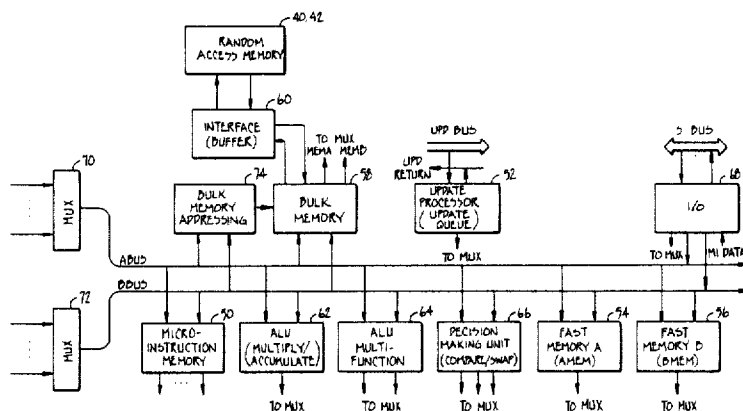 40,42
RANDOM
ACCESS MEMORY
60
INTERFACE
(BUFFER)
TO MUX
MEMA MEMB
UPD BUS
UPD
RETURN
S BUS
70
MUX
74
BULK
MEMORY
ADDRESSING
58
BULK
MEMORY
52
UPDATE
PROCESSOR
(UPDATE
QUEUE)
TO MUX
68
I/O
TO MUX
MI DATA
ABUS
BBUS
72
MUX
50
MICRO-
INSTRUCTION
MEMORY
62
ALU
(MULTIPLY/
ACCUMULATE)
TO MUX
64
ALU
MULTI-
FUNCTION
TO MUX
66
DECISION
MAKING UNIT
(COMPARE/SWAP)
TO MUX
54
FAST
MEMORY A
(AMEM)
TO MUX
56
FAST
MEMORY B
(BMEM)
TO MUX